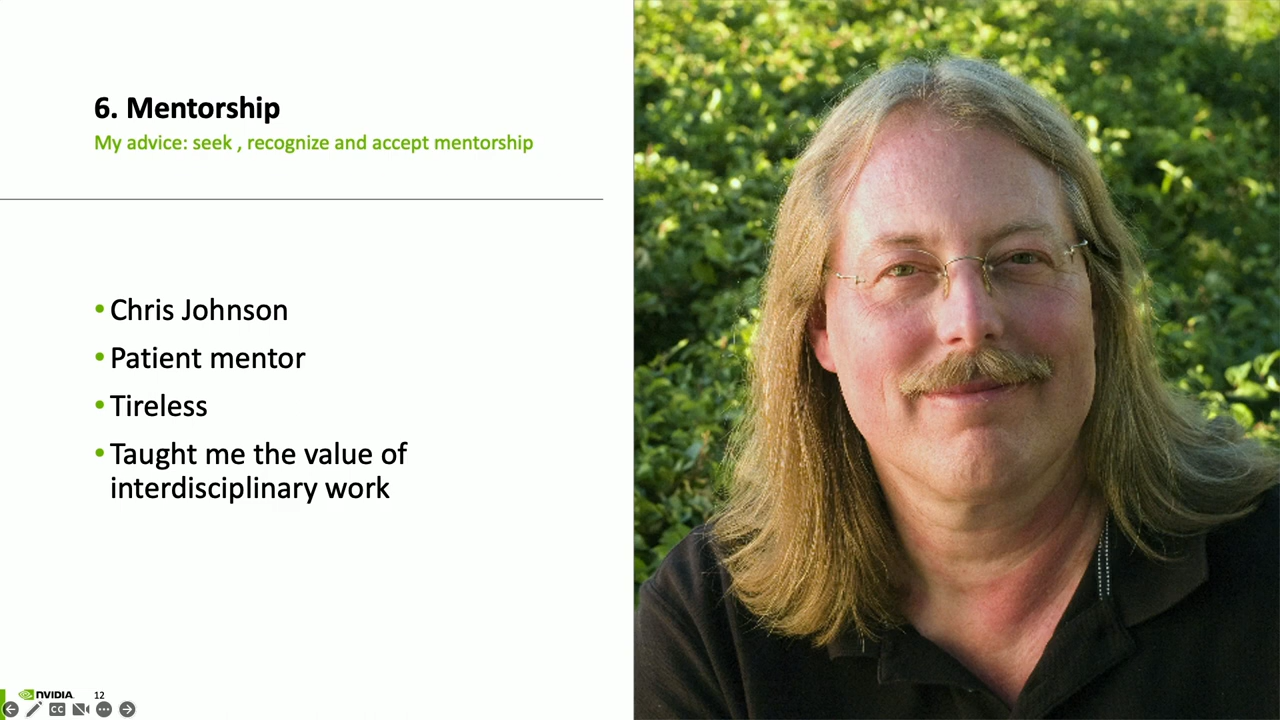 6. Mentorship
My advice: seek , recognize and accept mentorship
• Chris Johnson
• Patient mentor
• Tireless
• Taught me the value of
interdisciplinary work
NVIDIA. 12
CC